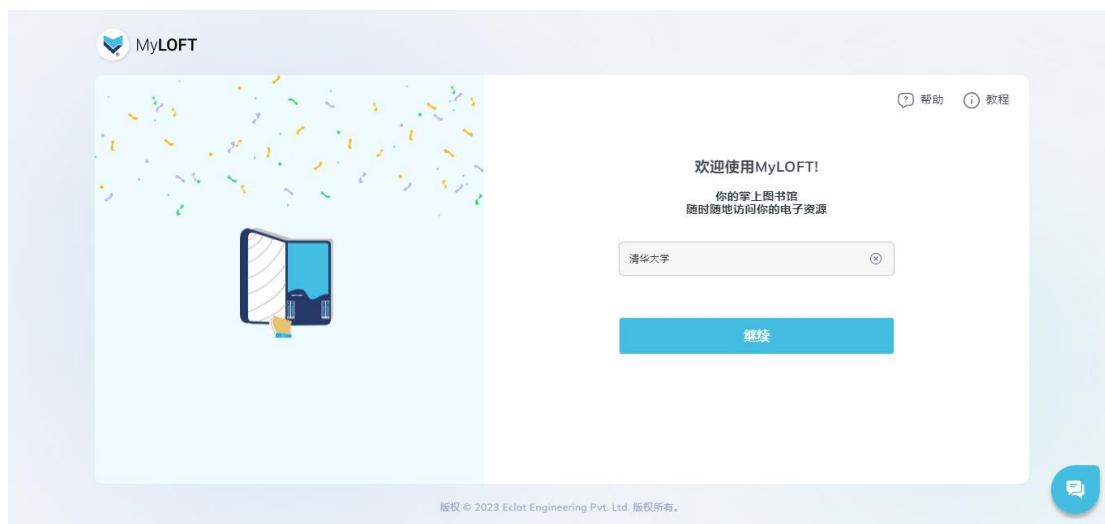 MyLOFT
帮助
教程
欢迎使用MyLOFT!
你的掌上图书馆
随时随地访问你的电子资源
清华大学
继续
版权 © 2023 Eclat Engineering Pvt. Ltd. 版权所有。